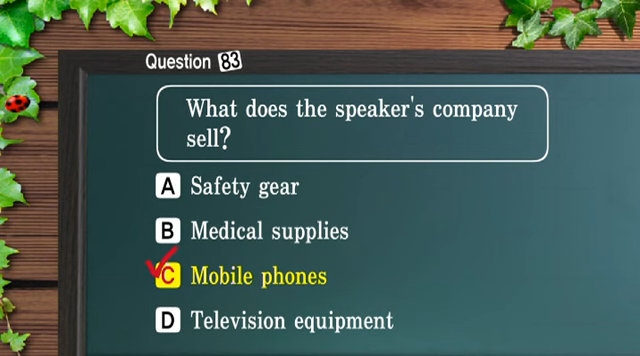 Question 83
What does the speaker's company
sell?
A Safety gear
B Medical supplies
C Mobile phones
D Television equipment